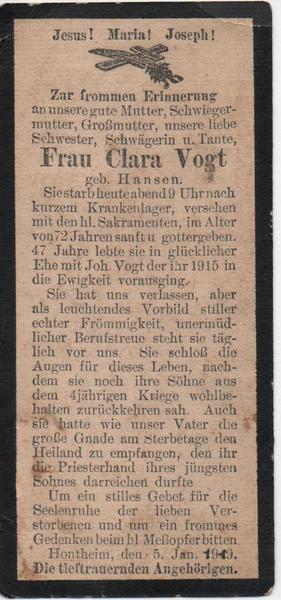 Jesus! Maria! Joseph!
Zur frommen Erinnerung
an unsere gute Mutter, Schwieger-
mutter, Großmutter, unsere liebe
Schwester, Schwägerin u. Tante,
Frau Clara Vogt
geb. Hansen.
Sie starb heute abend 9 Uhr nach
kurzem Krankenlager, versehen
mit den hl. Sakramenten, im Alter
von 72 Jahren sanft u gottergeben.
47 Jahre lebte sie in glücklicher
Ehe mit Joh. Vogt der ihr 1915 in
die Ewigkeit vorausging.
Sie hat uns verlassen, aber
als leuchtendes Vorbild stiller
echter Frömmigkeit, unermüd-
licher Berufstreue steht sie täg-
lich vor uns. Sie schloß die
Augen für dieses Leben, nach-
dem sie noch ihre Söhne aus
dem 4jährigen Kriege wohlbe-
halten zurückkehren sah. Auch
sie hatte wie unser Vater die
große Gnade am Sterbetage den
Heiland zu empfangen, den ihr
die Priesterhand ihres jüngsten
Sohnes darreichen durfte
Um ein stilles Gebet für die
Seelenruhe der lieben Ver-
storbenen und um ein frommes
Gedenken beim hl Meßopfer bitten
Hontheim, den 5. Jan. 1919.
Die tieftrauernden Angehörigen.